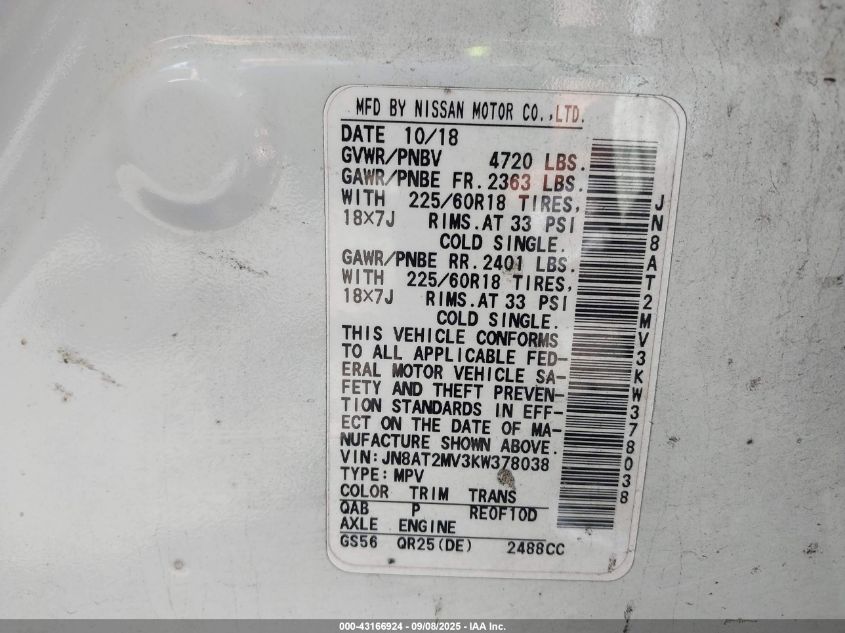 MFD BY NISSAN MOTOR CO.,LTD.
DATE 10/18
GVWR/PNBV 4720 LBS.
GAWR/PNBE FR. 2363 LBS.
WITH 225/60R18 TIRES,
18×7J RIMS.AT 33 PSI
COLD SINGLE.
GAWR/PNBE RR. 2401 LBS.
WITH 225/60R18 TIRES,
18×7J RIMS.AT 33 PSI
COLD SINGLE.
THIS VEHICLE CONFORMS
TO ALL APPLICABLE FED-
ERAL MOTOR VEHICLE SA-
FETY AND THEFT PREVEN-
TION STANDARDS IN EFF-
ECT ON THE DATE OF MA-
NUFACTURE SHOWN ABOVE.
VIN:JN8AT2MV3KW378038
TYPE:MPV
COLOR TRIM TRANS
QAB P RE0F10D
AXLE ENGINE
GS56 QR25(DE) 2488CC
JN8AT2MV3KW378038
000-43166924 - 09/08/2025 - IAA Inc.